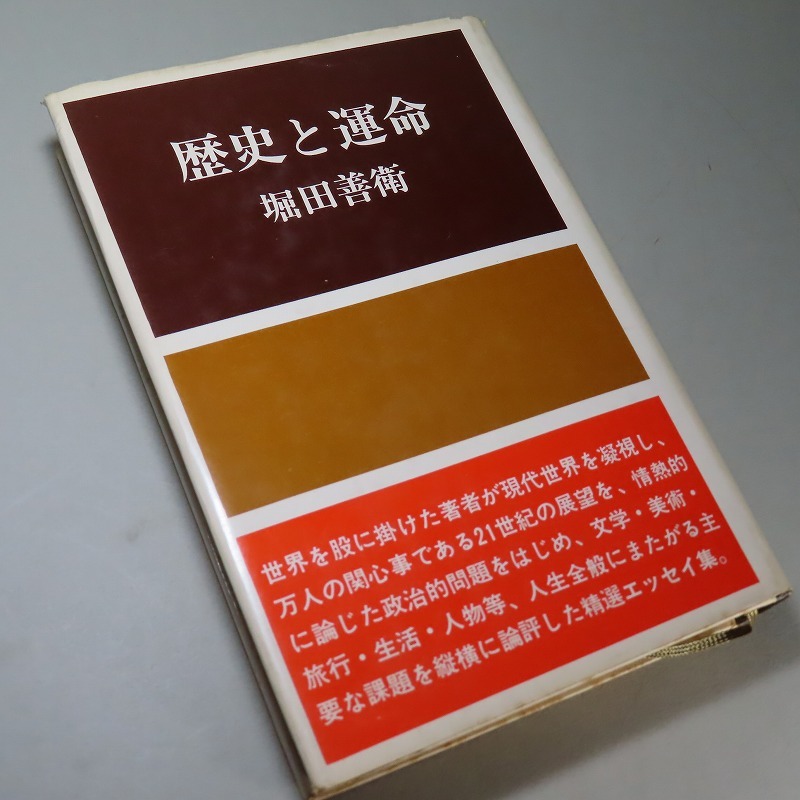 歴史と運命
堀田善衞
世界を股に掛けた著者が現代世界を凝視し、
万人の関心事である21世紀の展望を、情熱的
に論じた政治的問題をはじめ、文学・美術・
旅行・生活・人物等、人生全般にまたがる主
要な課題を縦横に論評した精選エッセイ集。